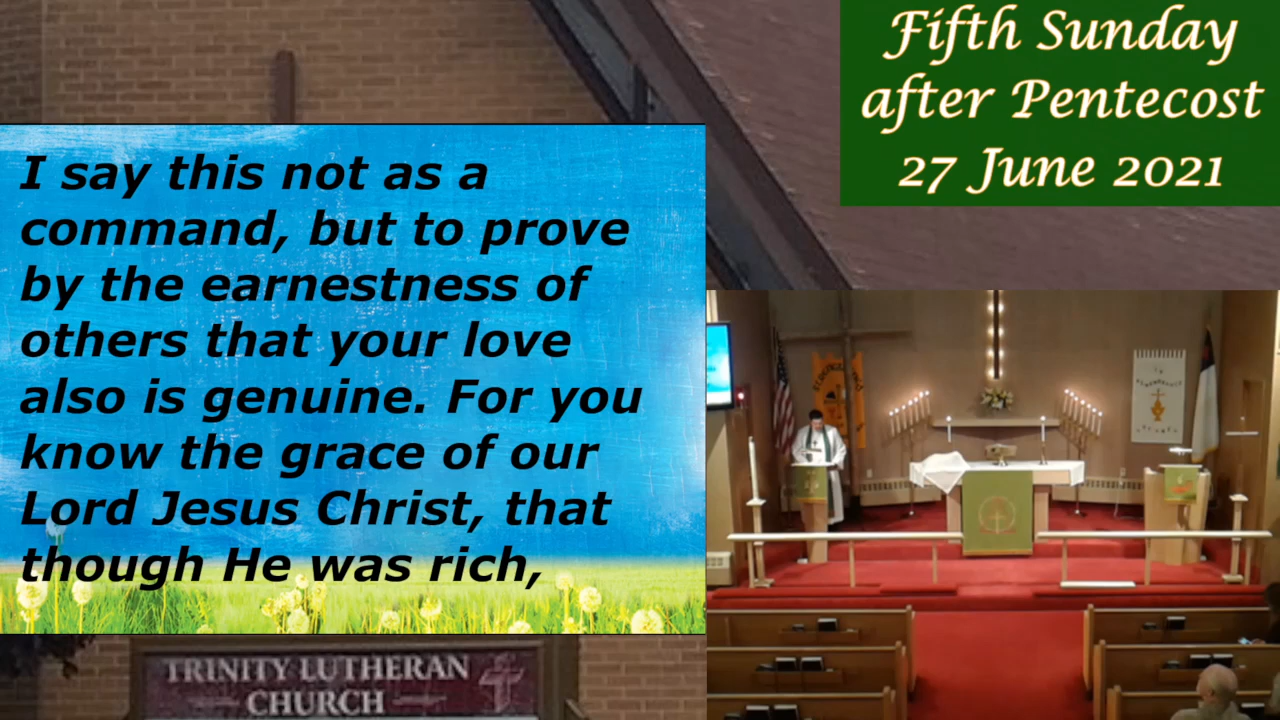 Fifth Sunday
after Pentecost
27 June 2021
I say this not as a
command, but to prove
by the earnestness of
others that your love
also is genuine. For you
know the grace of our
Lord Jesus Christ, that
though He was rich,
TRINITY LUTHERAN
CHURCH